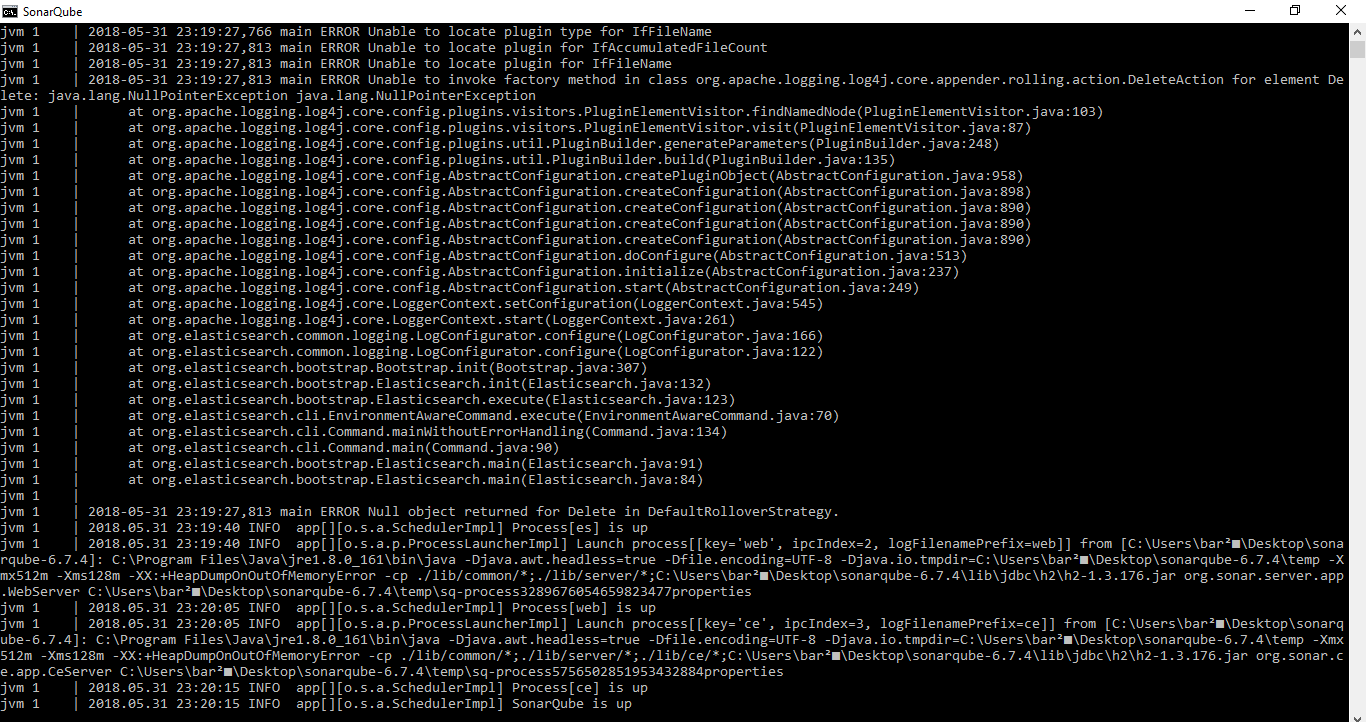 SonarQube
jvm 1    | 2018-05-31 23:19:27,766 main ERROR Unable to locate plugin type for IfFileName
jvm 1    | 2018-05-31 23:19:27,813 main ERROR Unable to locate plugin for IfAccumulatedFileCount
jvm 1    | 2018-05-31 23:19:27,813 main ERROR Unable to locate plugin for IfFileName
jvm 1    | 2018-05-31 23:19:27,813 main ERROR Unable to invoke factory method in class org.apache.logging.log4j.core.appender.rolling.action.DeleteAction for element De
lete: java.lang.NullPointerException java.lang.NullPointerException
jvm 1    |      at org.apache.logging.log4j.core.config.plugins.visitors.PluginElementVisitor.findNamedNode(PluginElementVisitor.java:103)
jvm 1    |      at org.apache.logging.log4j.core.config.plugins.visitors.PluginElementVisitor.visit(PluginElementVisitor.java:87)
jvm 1    |      at org.apache.logging.log4j.core.config.plugins.util.PluginBuilder.generateParameters(PluginBuilder.java:248)
jvm 1    |      at org.apache.logging.log4j.core.config.plugins.util.PluginBuilder.build(PluginBuilder.java:135)
jvm 1    |      at org.apache.logging.log4j.core.config.AbstractConfiguration.createPluginObject(AbstractConfiguration.java:958)
jvm 1    |      at org.apache.logging.log4j.core.config.AbstractConfiguration.createConfiguration(AbstractConfiguration.java:898)
jvm 1    |      at org.apache.logging.log4j.core.config.AbstractConfiguration.createConfiguration(AbstractConfiguration.java:890)
jvm 1    |      at org.apache.logging.log4j.core.config.AbstractConfiguration.createConfiguration(AbstractConfiguration.java:890)
jvm 1    |      at org.apache.logging.log4j.core.config.AbstractConfiguration.createConfiguration(AbstractConfiguration.java:890)
jvm 1    |      at org.apache.logging.log4j.core.config.AbstractConfiguration.doConfigure(AbstractConfiguration.java:513)
jvm 1    |      at org.apache.logging.log4j.core.config.AbstractConfiguration.initialize(AbstractConfiguration.java:237)
jvm 1    |      at org.apache.logging.log4j.core.config.AbstractConfiguration.start(AbstractConfiguration.java:249)
jvm 1    |      at org.apache.logging.log4j.core.LoggerContext.setConfiguration(LoggerContext.java:545)
jvm 1    |      at org.apache.logging.log4j.core.LoggerContext.start(LoggerContext.java:261)
jvm 1    |      at org.elasticsearch.common.logging.LogConfigurator.configure(LogConfigurator.java:166)
jvm 1    |      at org.elasticsearch.common.logging.LogConfigurator.configure(LogConfigurator.java:122)
jvm 1    |      at org.elasticsearch.bootstrap.Bootstrap.init(Bootstrap.java:307)
jvm 1    |      at org.elasticsearch.bootstrap.Elasticsearch.init(Elasticsearch.java:132)
jvm 1    |      at org.elasticsearch.bootstrap.Elasticsearch.execute(Elasticsearch.java:123)
jvm 1    |      at org.elasticsearch.cli.EnvironmentAwareCommand.execute(EnvironmentAwareCommand.java:70)
jvm 1    |      at org.elasticsearch.cli.Command.mainWithoutErrorHandling(Command.java:134)
jvm 1    |      at org.elasticsearch.cli.Command.main(Command.java:90)
jvm 1    |      at org.elasticsearch.bootstrap.Elasticsearch.main(Elasticsearch.java:91)
jvm 1    |      at org.elasticsearch.bootstrap.Elasticsearch.main(Elasticsearch.java:84)
jvm 1    |
jvm 1    | 2018-05-31 23:19:27,813 main ERROR Null object returned for Delete in DefaultRolloverStrategy.
jvm 1    | 2018.05.31 23:19:40 INFO  app[][o.s.a.SchedulerImpl] Process[es] is up
jvm 1    | 2018.05.31 23:19:40 INFO  app[][o.s.a.p.ProcessLauncherImpl] Launch process[[key='web', ipcIndex=2, logFilenamePrefix=web]] from [C:\Users\bar²■\Desktop\sona
rqube-6.7.4]: C:\Program Files\Java\jre1.8.0_161\bin\java -Djava.awt.headless=true -Dfile.encoding=UTF-8 -Djava.io.tmpdir=C:\Users\bar²■\Desktop\sonarqube-6.7.4\temp -X
mx512m -Xms128m -XX:+HeapDumpOnOutOfMemoryError -cp ./lib/common/*;./lib/server/*;C:\Users\bar²■\Desktop\sonarqube-6.7.4\lib\jdbc\h2\h2-1.3.176.jar org.sonar.server.app
.WebServer C:\Users\bar²■\Desktop\sonarqube-6.7.4\temp\sq-process3289676054659823477properties
jvm 1    | 2018.05.31 23:20:05 INFO  app[][o.s.a.SchedulerImpl] Process[web] is up
jvm 1    | 2018.05.31 23:20:05 INFO  app[][o.s.a.p.ProcessLauncherImpl] Launch process[[key='ce', ipcIndex=3, logFilenamePrefix=ce]] from [C:\Users\bar²■\Desktop\sonarq
ube-6.7.4]: C:\Program Files\Java\jre1.8.0_161\bin\java -Djava.awt.headless=true -Dfile.encoding=UTF-8 -Djava.io.tmpdir=C:\Users\bar²■\Desktop\sonarqube-6.7.4\temp -Xmx
512m -Xms128m -XX:+HeapDumpOnOutOfMemoryError -cp ./lib/common/*;./lib/server/*;./lib/ce/*;C:\Users\bar²■\Desktop\sonarqube-6.7.4\lib\jdbc\h2\h2-1.3.176.jar org.sonar.c
e.app.CeServer C:\Users\bar²■\Desktop\sonarqube-6.7.4\temp\sq-process5756502851953432884properties
jvm 1    | 2018.05.31 23:20:15 INFO  app[][o.s.a.SchedulerImpl] Process[ce] is up
jvm 1    | 2018.05.31 23:20:15 INFO  app[][o.s.a.SchedulerImpl] SonarQube is up